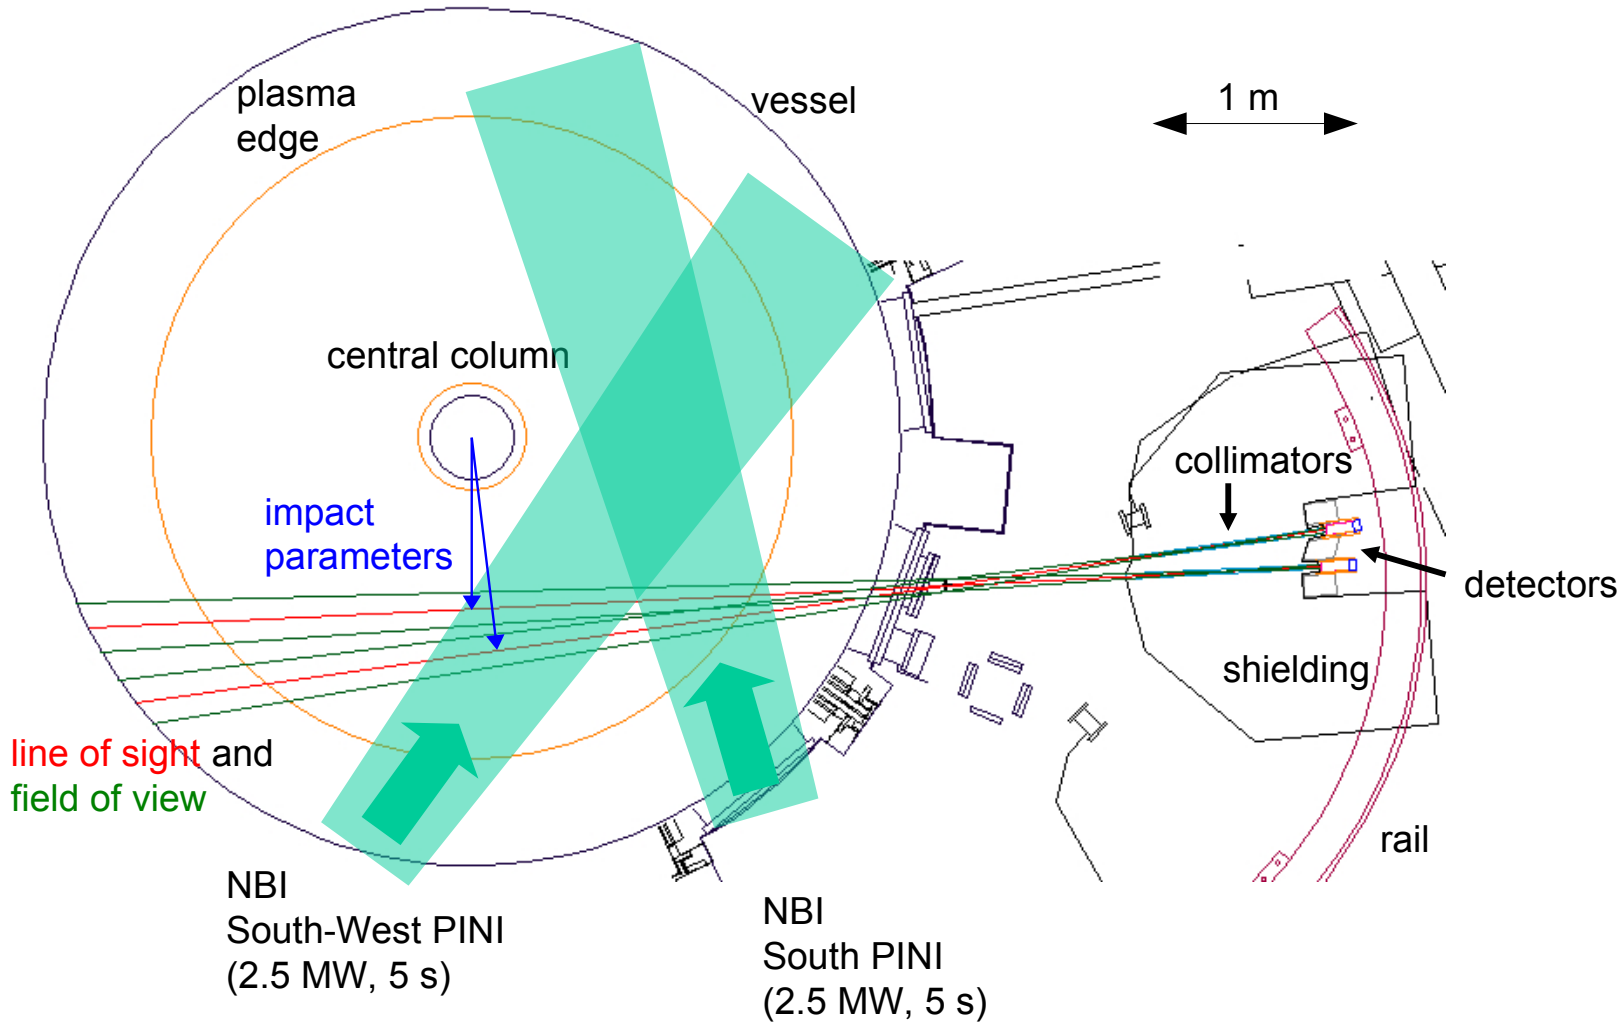 plasma
edge
vessel
1 m
central column
collimators
impact
parameters
detectors
shielding
line of sight and
field of view
rail
NBI
South-West PINI
(2.5 MW, 5 s)
NBI
South PINI
(2.5 MW, 5 s)